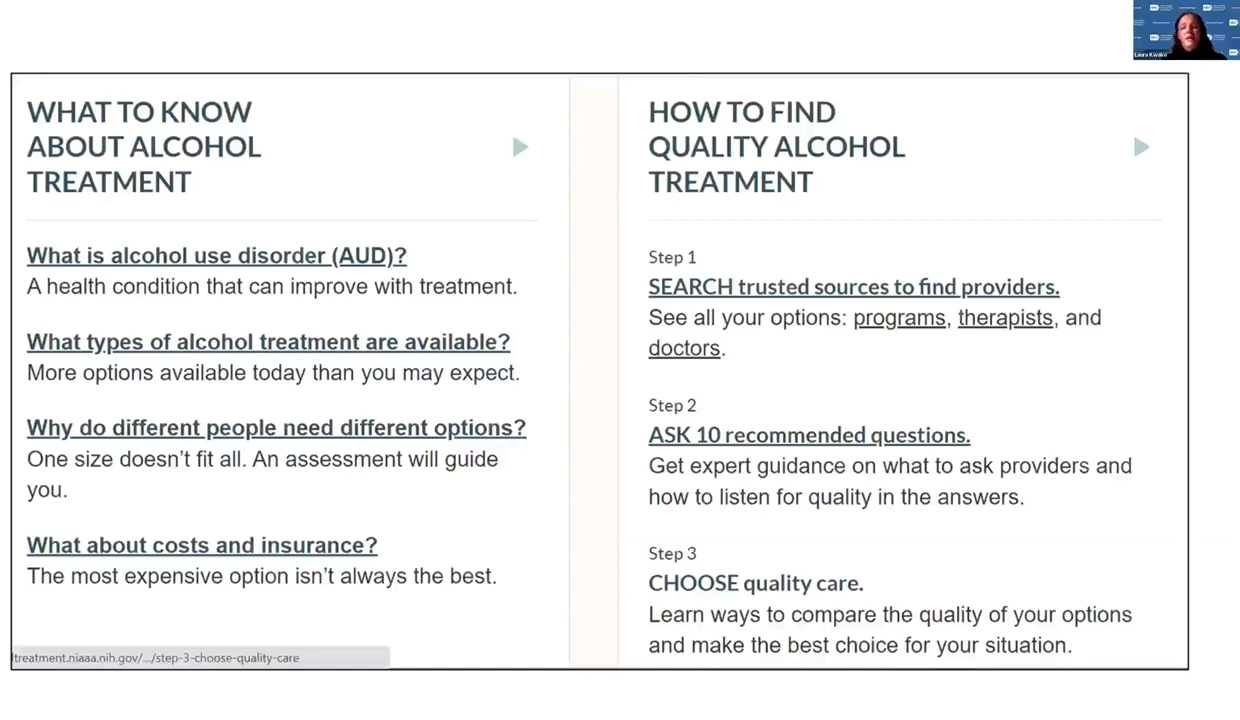 Laura Kwako
WHAT TO KNOW
ABOUT ALCOHOL
TREATMENT
What is alcohol use disorder (AUD)?
A health condition that can improve with treatment.
What types of alcohol treatment are available?
More options available today than you may expect.
Why do different people need different options?
One size doesn’t fit all. An assessment will guide
you.
What about costs and insurance?
The most expensive option isn’t always the best.
HOW TO FIND
QUALITY ALCOHOL
TREATMENT
Step 1
SEARCH trusted sources to find providers.
See all your options: programs, therapists, and
doctors.
Step 2
ASK 10 recommended questions.
Get expert guidance on what to ask providers and
how to listen for quality in the answers.
Step 3
CHOOSE quality care.
Learn ways to compare the quality of your options
and make the best choice for your situation.
ltreatment.niaaa.nih.gov/.../step-3-choose-quality-care